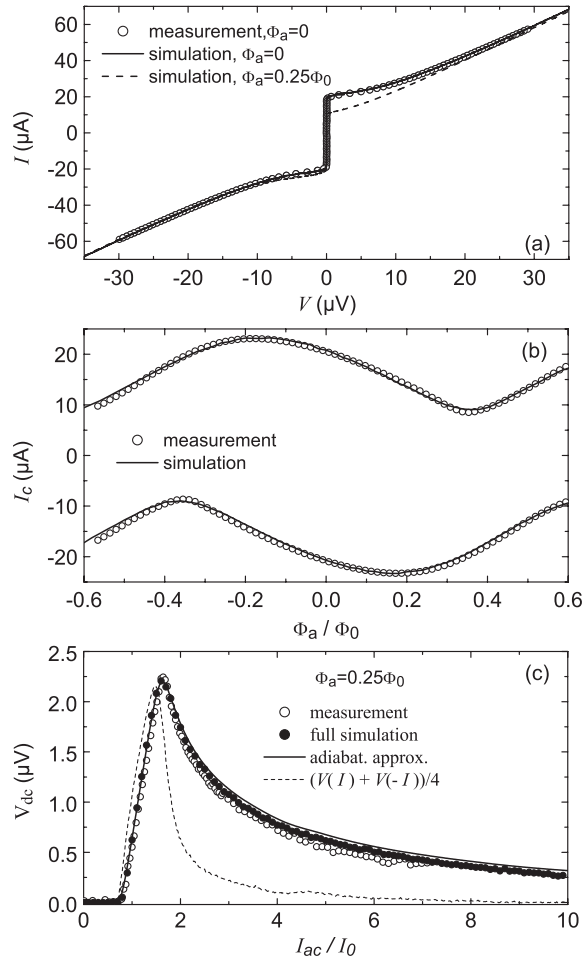 60
40
20
0
-20
-40
-60
I (μA)
measurement,Φa=0
simulation, Φa=0
simulation, Φa=0.25Φ0
(a)
-30 -20 -10 0 10 20 30
V (μV)
20
10
0
-10
-20
Ic (μA)
(b)
measurement
simulation
-0.6 -0.4 -0.2 0.0 0.2 0.4 0.6
Φa / Φ0
2.5
2.0
1.5
1.0
0.5
0.0
Vdc (μV)
Φa=0.25Φ0
(c)
measurement
full simulation
adiabat. approx.
(V( I ) + V(- I ))/4
0 2 4 6 8 10
Iac / I0